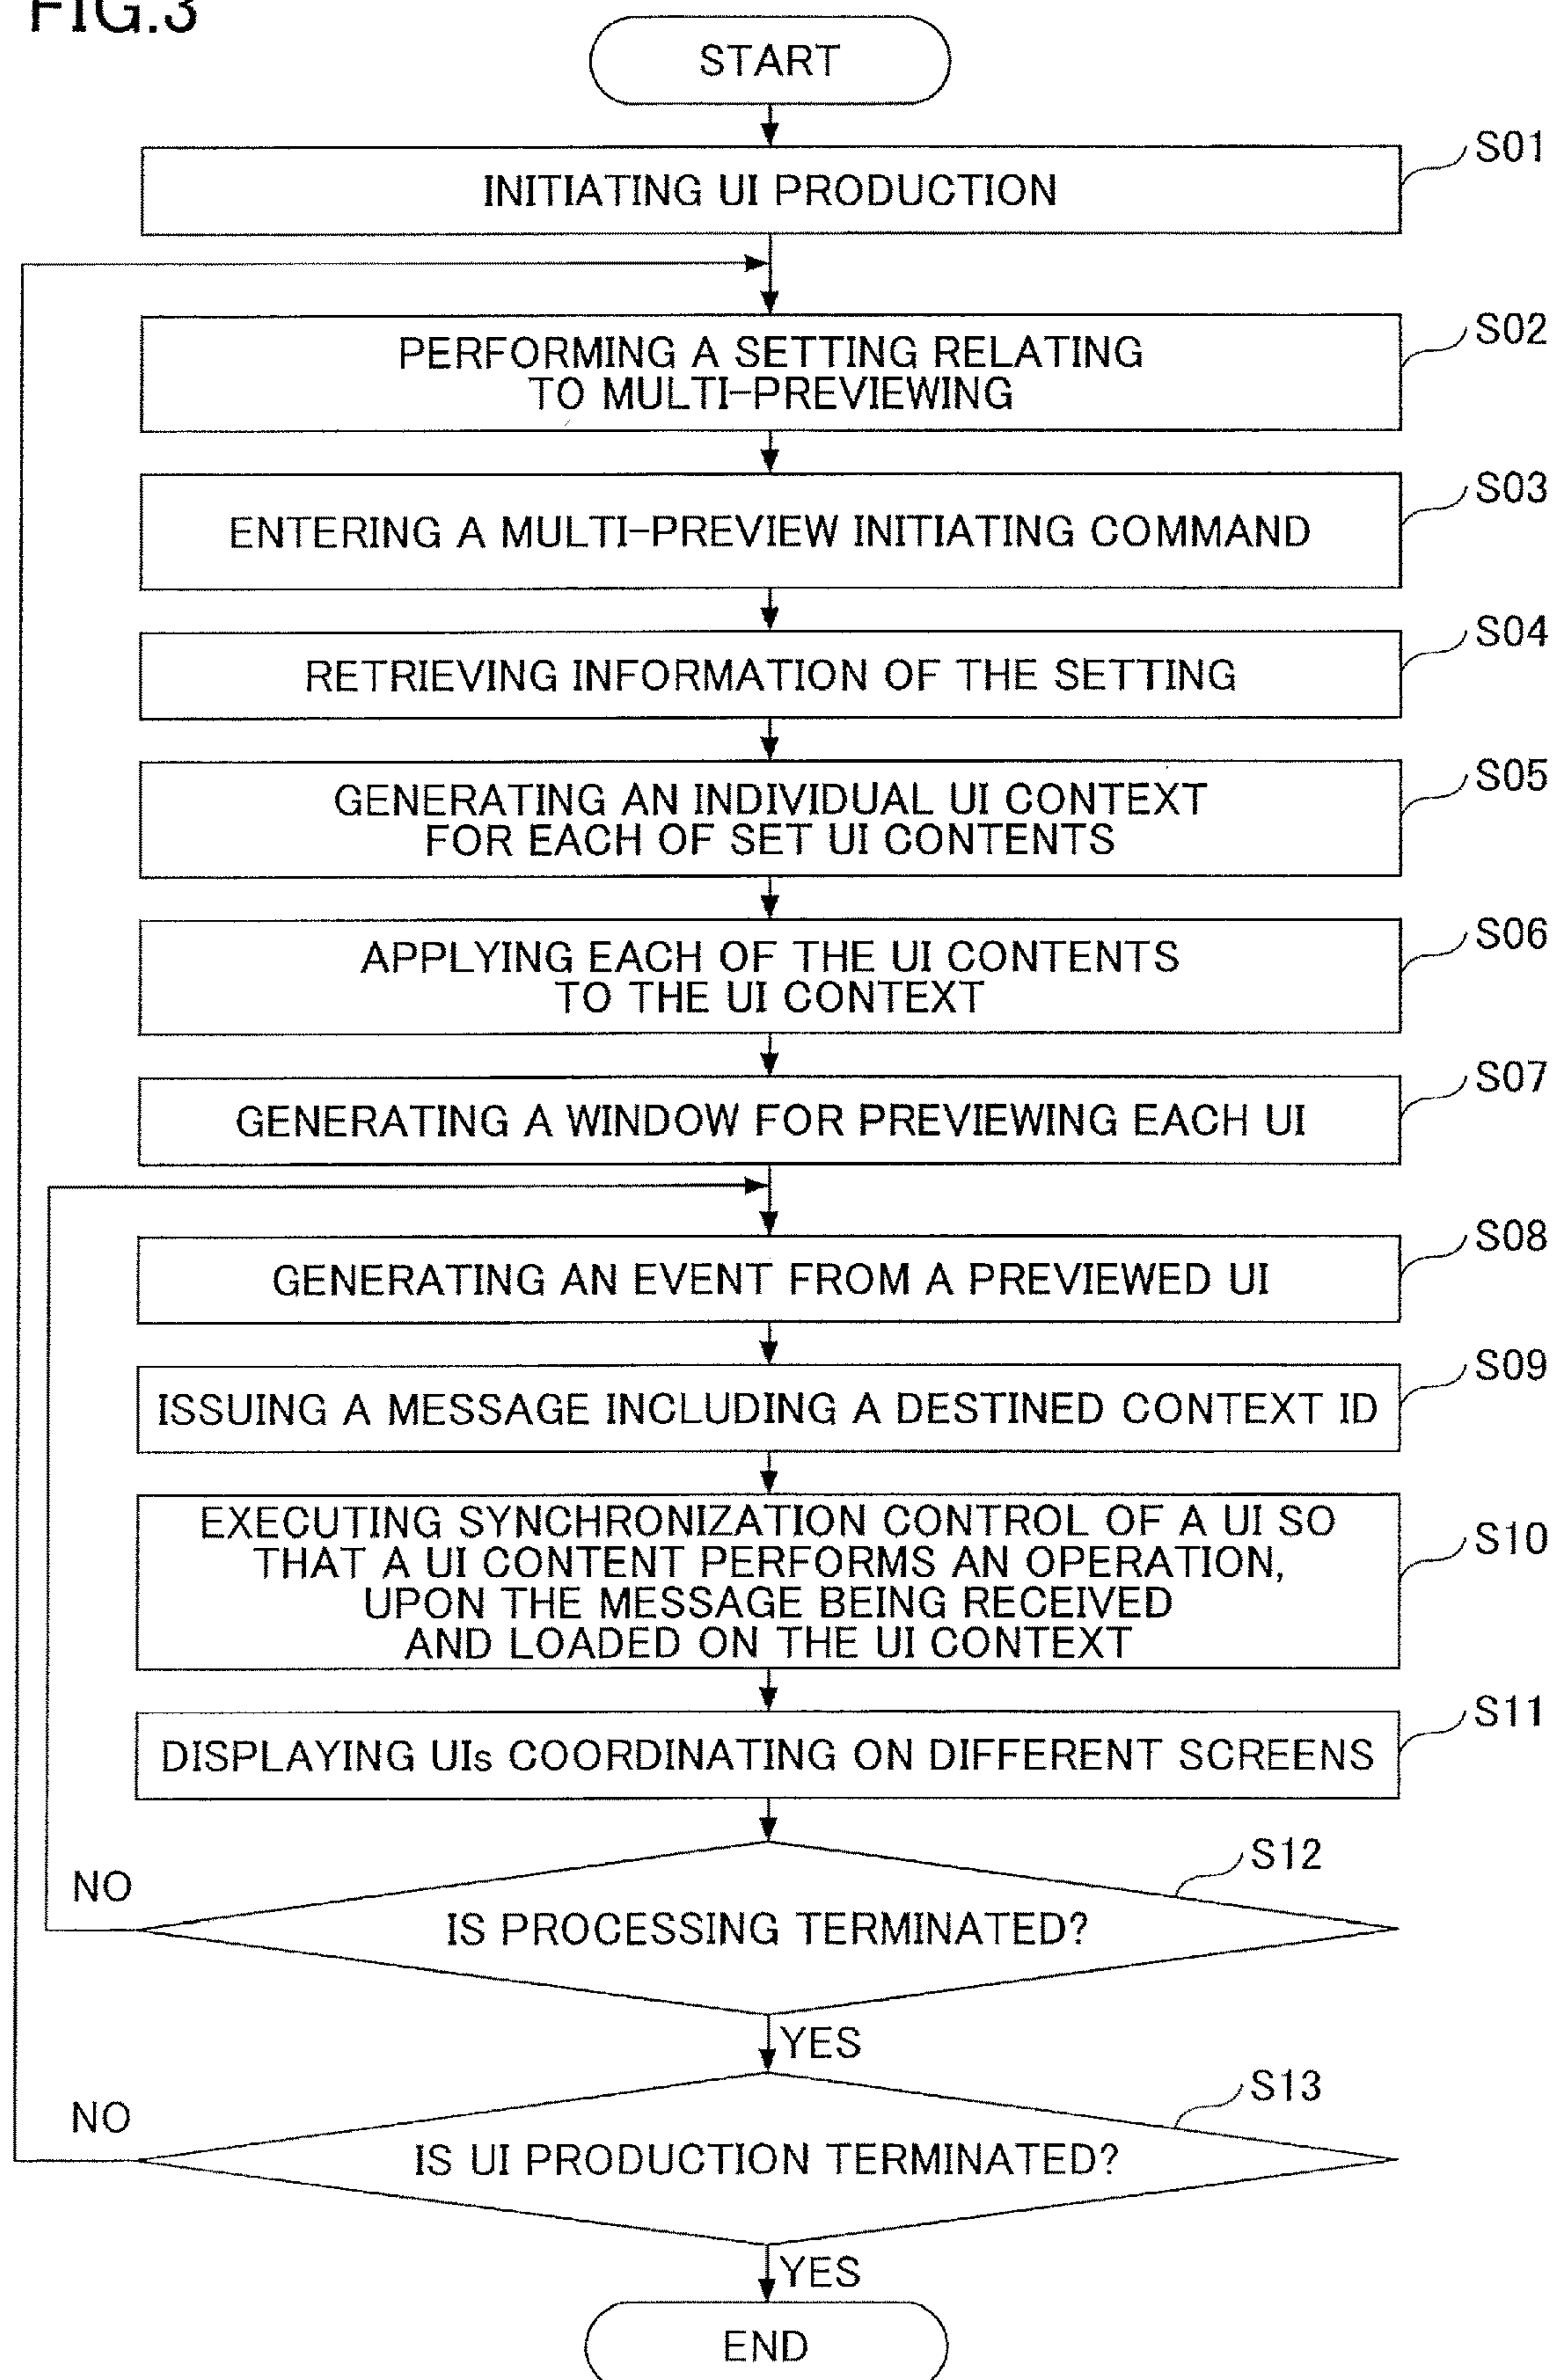 FIG.3
START
S01
INITIATING UI PRODUCTION
S02
PERFORMING A SETTING RELATING
TO MULTI-PREVIEWING
S03
ENTERING A MULTI-PREVIEW INITIATING COMMAND
S04
RETRIEVING INFORMATION OF THE SETTING
S05
GENERATING AN INDIVIDUAL UI CONTEXT
FOR EACH OF SET UI CONTENTS
S06
APPLYING EACH OF THE UI CONTENTS
TO THE UI CONTEXT
S07
GENERATING A WINDOW FOR PREVIEWING EACH UI
S08
GENERATING AN EVENT FROM A PREVIEWED UI
S09
ISSUING A MESSAGE INCLUDING A DESTINED CONTEXT ID
S10
EXECUTING SYNCHRONIZATION CONTROL OF A UI SO
THAT A UI CONTENT PERFORMS AN OPERATION,
UPON THE MESSAGE BEING RECEIVED
AND LOADED ON THE UI CONTEXT
S11
DISPLAYING UIs COORDINATING ON DIFFERENT SCREENS
S12
NO
IS PROCESSING TERMINATED?
YES
S13
NO
IS UI PRODUCTION TERMINATED?
YES
END